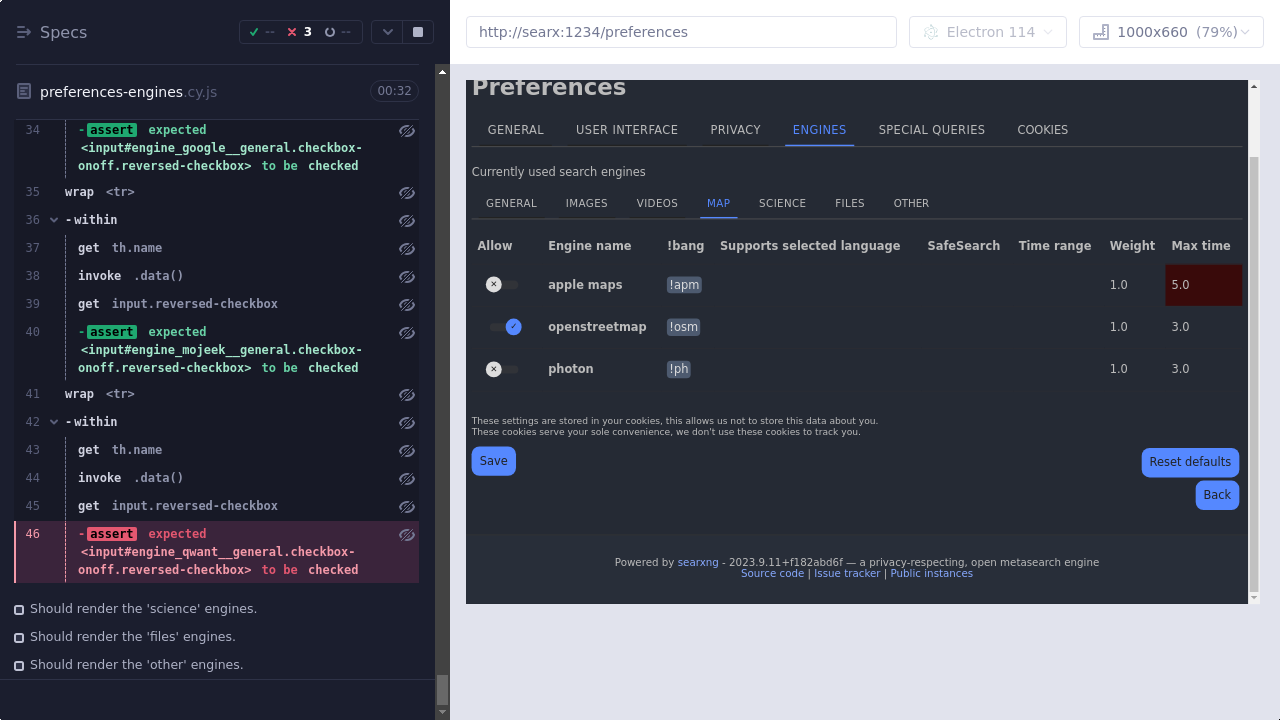 Specs
-- 3 --
preferences-engines.cy.js 00:32
34 -assert expected
<input#engine_google__general.checkbox-
onoff.reversed-checkbox> to be checked
35 wrap <tr>
36 -within
37 get th.name
38 invoke .data()
39 get input.reversed-checkbox
40 -assert expected
<input#engine_mojeek__general.checkbox-
onoff.reversed-checkbox> to be checked
41 wrap <tr>
42 -within
43 get th.name
44 invoke .data()
45 get input.reversed-checkbox
46 -assert expected
<input#engine_qwant__general.checkbox-
onoff.reversed-checkbox> to be checked
Should render the 'science' engines.
Should render the 'files' engines.
Should render the 'other' engines.
http://searx:1234/preferences
Electron 114
1000x660 (79%)
Preferences
GENERAL USER INTERFACE PRIVACY ENGINES SPECIAL QUERIES COOKIES
Currently used search engines
GENERAL IMAGES VIDEOS MAP SCIENCE FILES OTHER
Allow Engine name !bang Supports selected language SafeSearch Time range Weight Max time
apple maps !apm 1.0 5.0
openstreetmap !osm 1.0 3.0
photon !ph 1.0 3.0
These settings are stored in your cookies, this allows us not to store this data about you.
These cookies serve your sole convenience, we don't use these cookies to track you.
Save
Reset defaults
Back
Powered by searxng - 2023.9.11+f182abd6f — a privacy-respecting, open metasearch engine
Source code | Issue tracker | Public instances